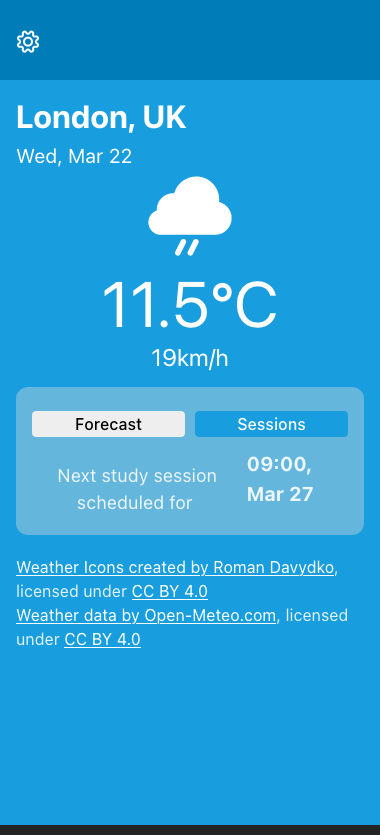 London, UK
Wed, Mar 22
11.5°C
19km/h
Forecast
Sessions
Next study session
scheduled for
09:00,
Mar 27
Weather Icons created by Roman Davydko,
licensed under CC BY 4.0
Weather data by Open-Meteo.com, licensed
under CC BY 4.0